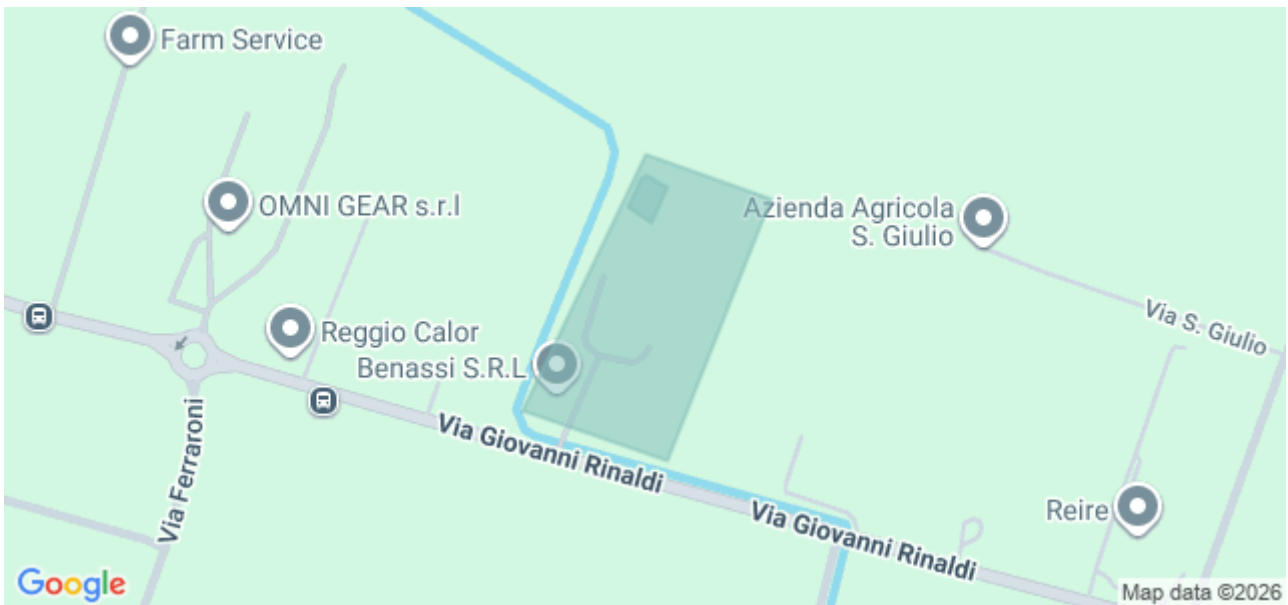 Farm Service
OMNI GEAR s.r.l
Azienda Agricola
S. Giulio
Via S. Giulio
Reggio Calor
Benassi S.R.L
Via Giovanni Rinaldi
Via Ferraroni
Via Giovanni Rinaldi
Reire
Google
Map data ©2026